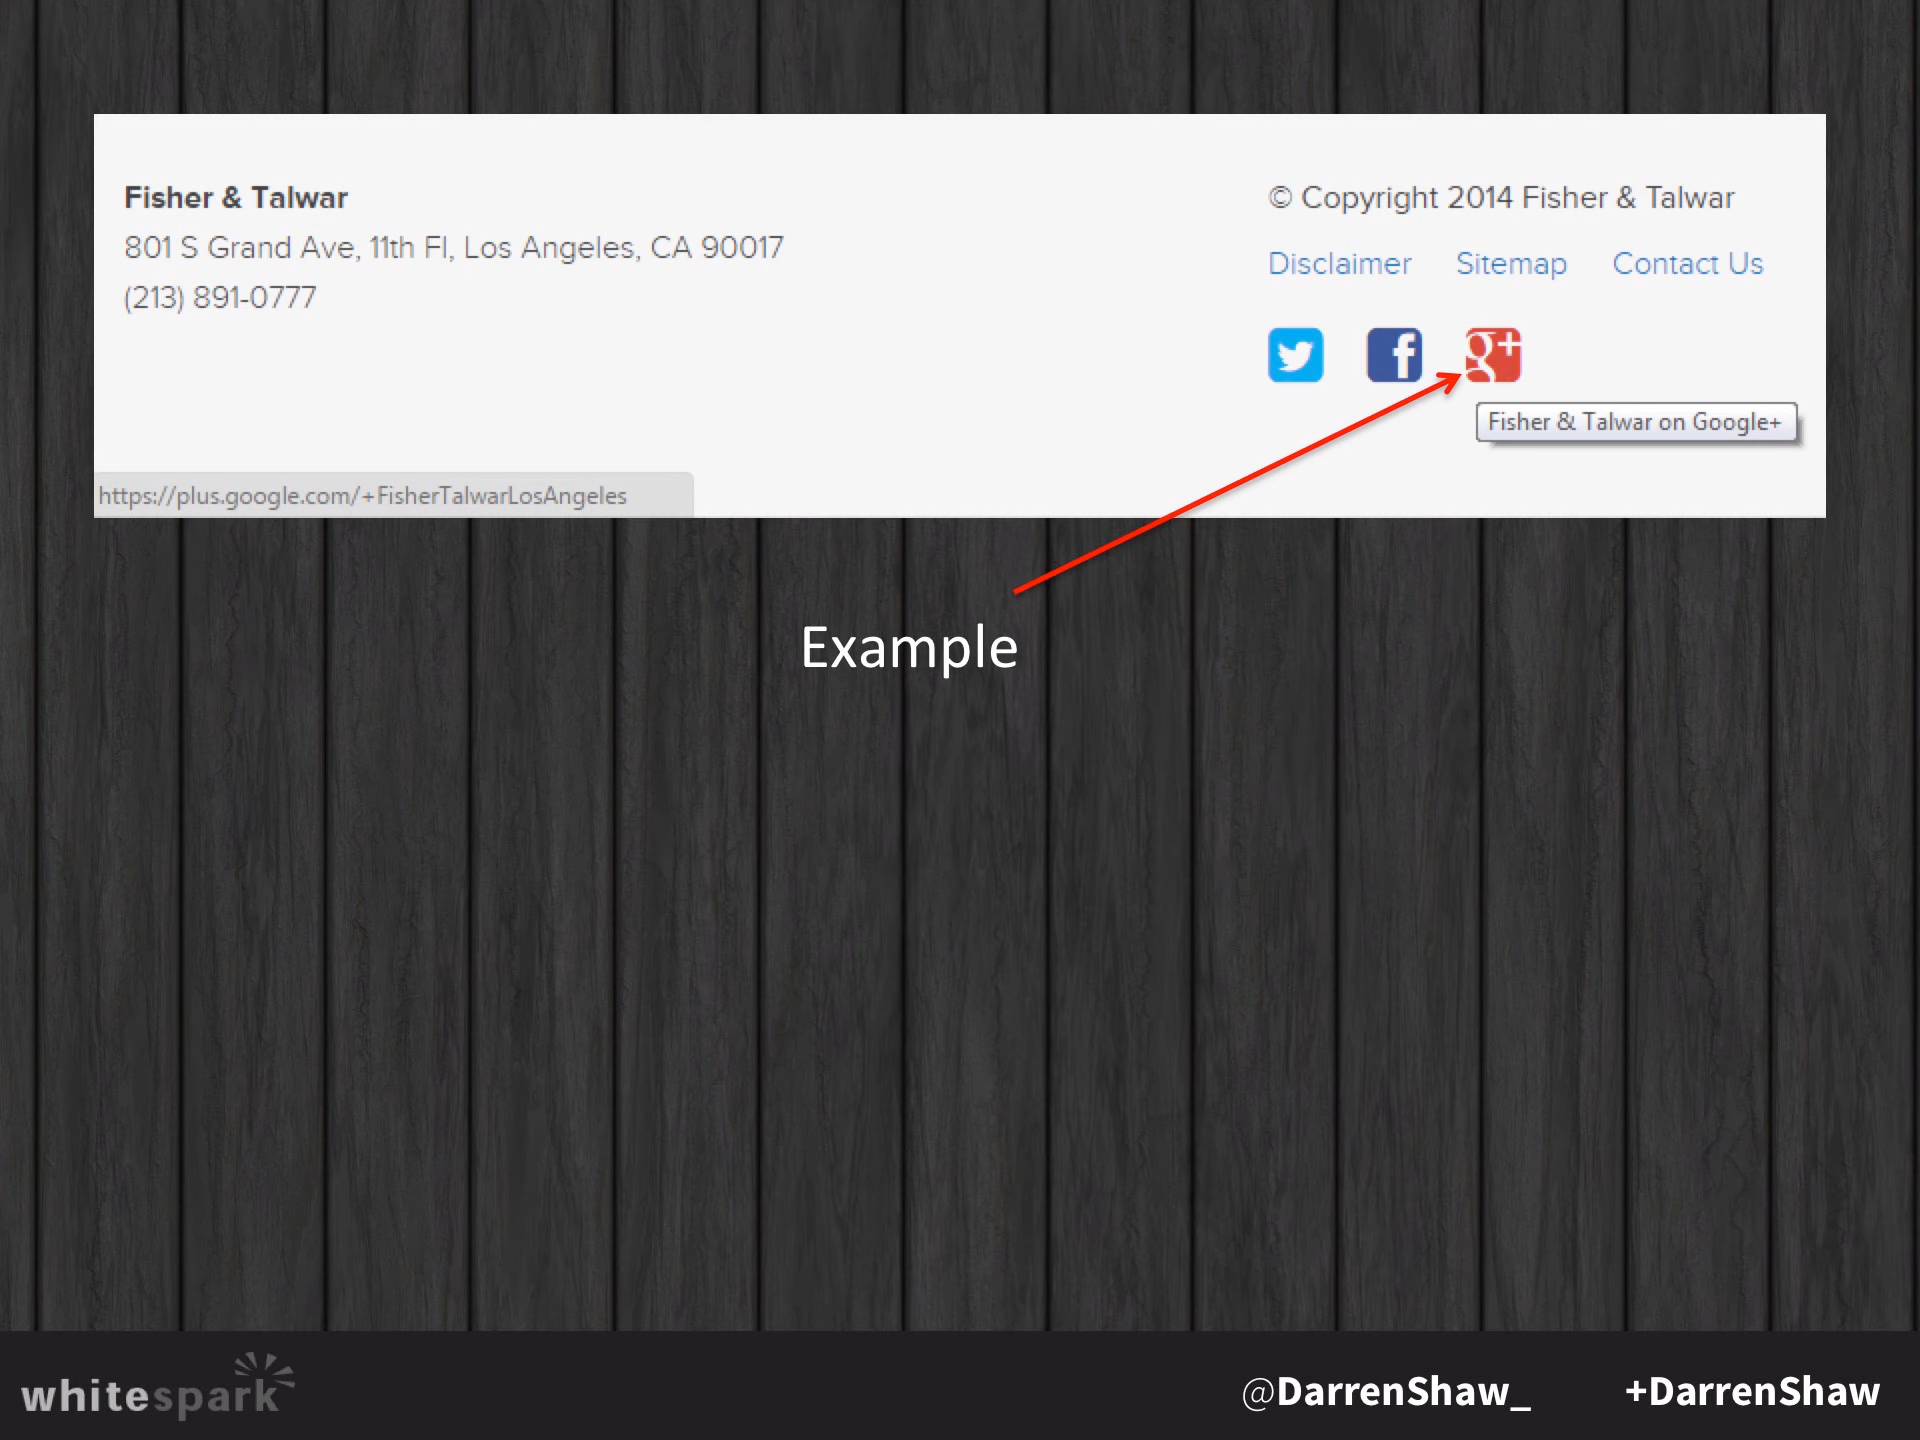 Fisher & Talwar
801 S Grand Ave, 11th Fl, Los Angeles, CA 90017
(213) 891-0777
© Copyright 2014 Fisher & Talwar
Disclaimer Sitemap Contact Us
f g+
Fisher & Talwar on Google+
https://plus.google.com/+FisherTalwarLosAngeles
Example
whitespark @DarrenShaw_ +DarrenShaw